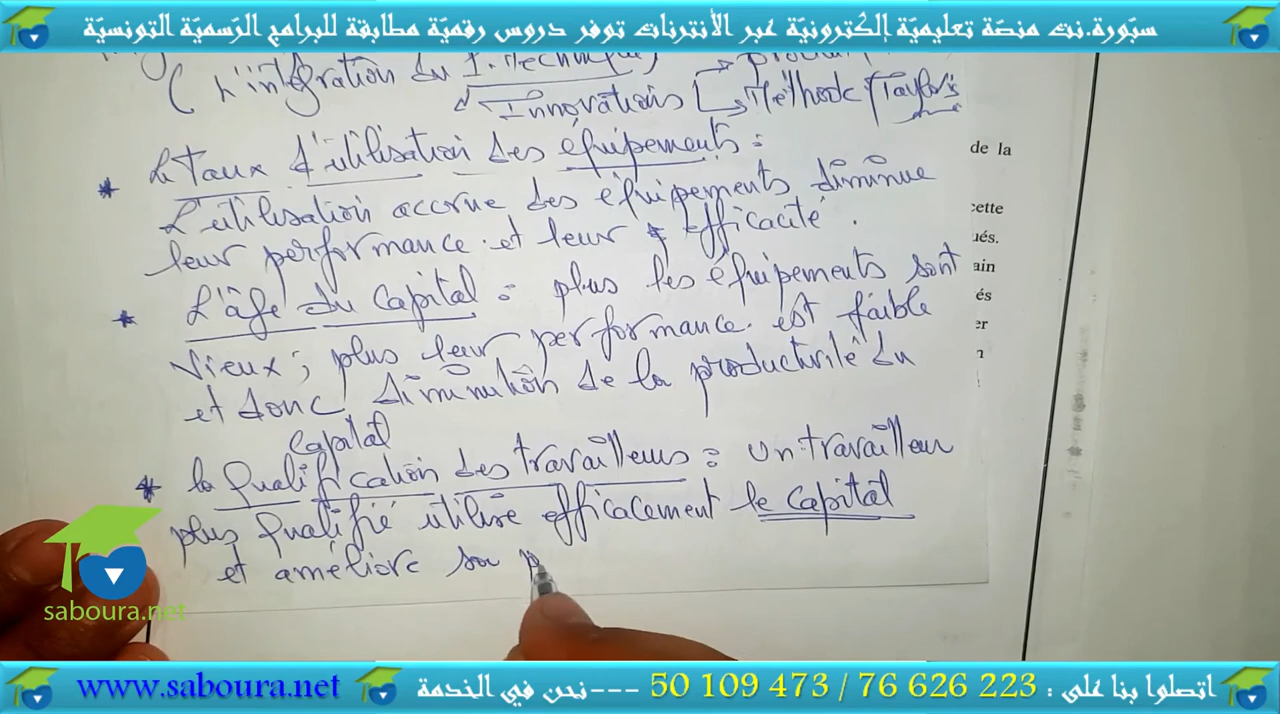 سبّورة.نت منصّة تعليميّة إلكترونيّة عبر الأنترنات توفر دروس رقميّة مطابقة للبرامج الرّسميّة التونسيّة
( L'intégration du P. technique
Innovations Méthode (Taylor
* Le Taux d'utilisation des équipements :
L'utilisation accrue des équipements diminue
leur performance et leur efficacité.
* L'âge du capital : plus les équipements sont
vieux ; plus leur performance est faible
et donc diminution de la productivité du
capital
* la qualification des travailleurs : un travailleur
plus qualifié utilise efficacement le capital
et améliore sa p
de la
cette
ués.
ain
és
er
n
saboura.net
www.saboura.net اتصلوا بنا على : 50 109 473 / 76 626 223 ---نحن في الخدمة